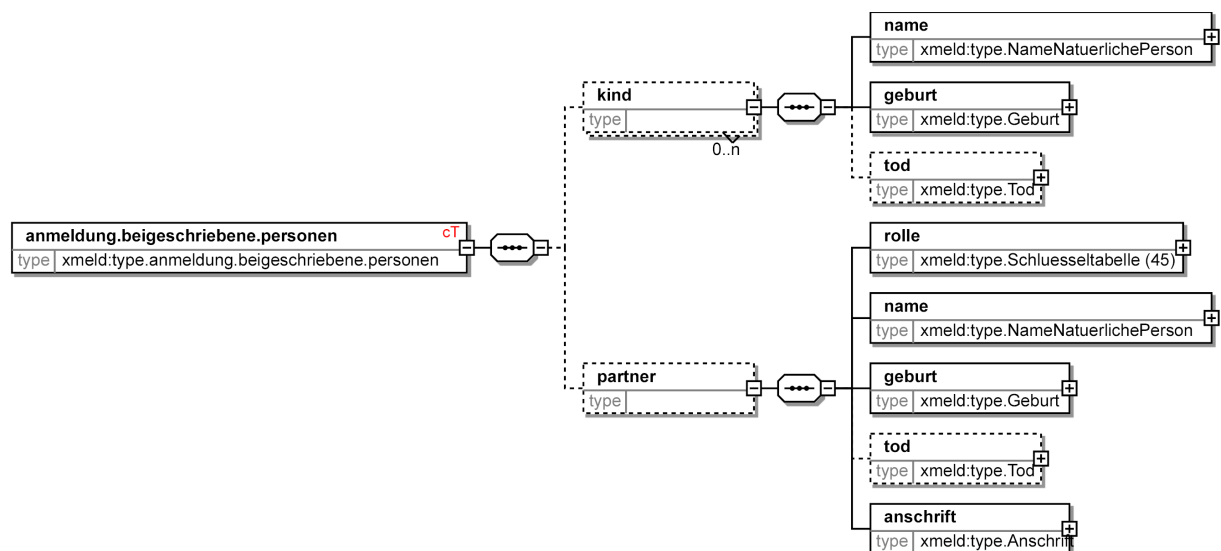 anmeldung.beigeschriebene.personen cT
type xmeld:type.anmeldung.beigeschriebene.personen
kind
type
0..n
name
type xmeld:type.NameNatuerlichePerson
geburt
type xmeld:type.Geburt
tod
type xmeld:type.Tod
partner
type
rolle
type xmeld:type.Schluesseltabelle (45)
name
type xmeld:type.NameNatuerlichePerson
geburt
type xmeld:type.Geburt
tod
type xmeld:type.Tod
anschrift
type xmeld:type.Anschrift